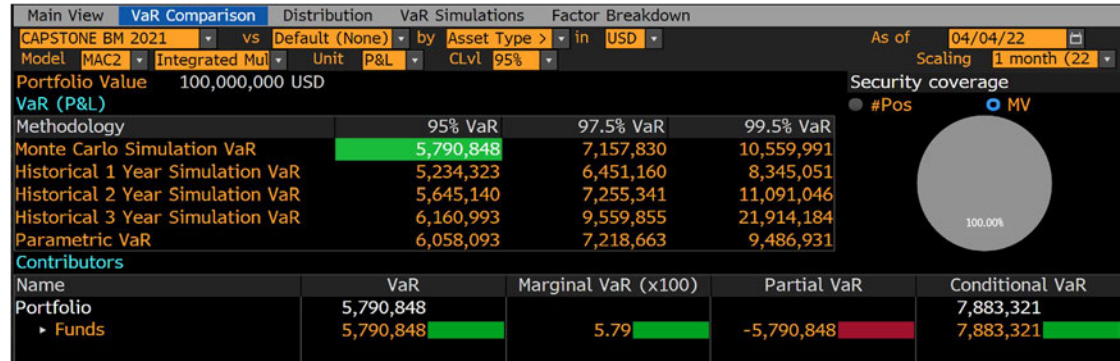 Main View VaR Comparison Distribution VaR Simulations Factor Breakdown
CAPSTONE BM 2021 vs Default (None) by Asset Type > in USD As of 04/04/22
Model MAC2 Integrated Mul Unit P&L CLvl 95% Scaling 1 month (22
Portfolio Value 100,000,000 USD Security coverage
VaR (P&L) #Pos MV
Methodology 95% VaR 97.5% VaR 99.5% VaR
Monte Carlo Simulation VaR 5,790,848 7,157,830 10,559,991
Historical 1 Year Simulation VaR 5,234,323 6,451,160 8,345,051
Historical 2 Year Simulation VaR 5,645,140 7,255,341 11,091,046
Historical 3 Year Simulation VaR 6,160,993 9,559,855 21,914,184
100.00%
Parametric VaR 6,058,093 7,218,663 9,486,931
Contributors
Name VaR Marginal VaR (x100) Partial VaR Conditional VaR
Portfolio 5,790,848 7,883,321
Funds 5,790,848 5.79 -5,790,848 7,883,321